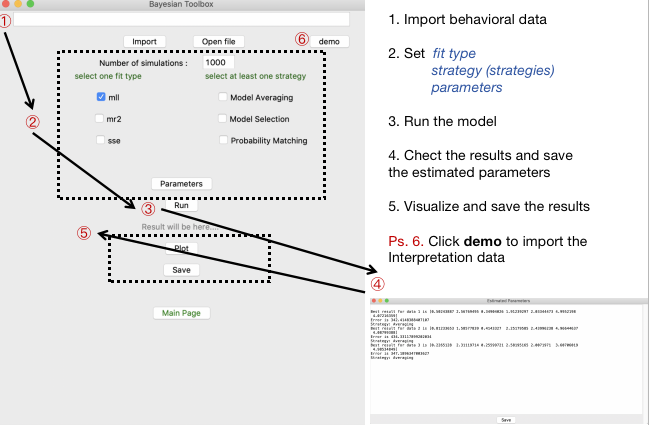 Bayesian Toolbox
①
Import
Open file
⑥
demo
Number of simulations :
1000
select one fit type
select at least one strategy
mll
Model Averaging
②
mr2
Model Selection
sse
Probability Matching
Parameters
③
Run
Result will be here....
⑤
Plot
Save
Main Page
1. Import behavioral data
2. Set fit type
strategy (strategies)
parameters
3. Run the model
4. Chect the results and save
the estimated parameters
5. Visualize and save the results
Ps. 6. Click demo to import the
Interpretation data
④
Estimated Parameters
Best result for data 1 is
Error is
Strategy: Averaging
Best result for data 2 is
Error is
Strategy: Averaging
Best result for data 3 is
Error is
Strategy: Averaging
Save